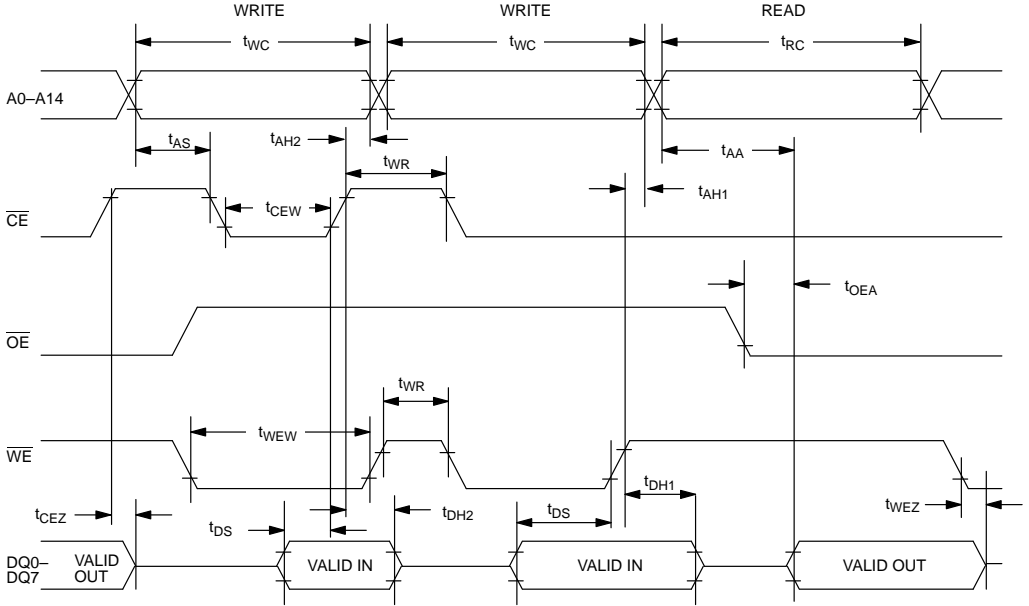 WRITE WRITE READ
tWC tWC tRC
A0–A14
tAS tAH2 tWR tAA
tAH1
CE tCEW
tOEA
OE
tWR
WE tWEW
tDH1
tCEZ tDS tDH2 tDS tWEZ
DQ0–
DQ7
VALID
OUT
VALID IN VALID IN VALID OUT